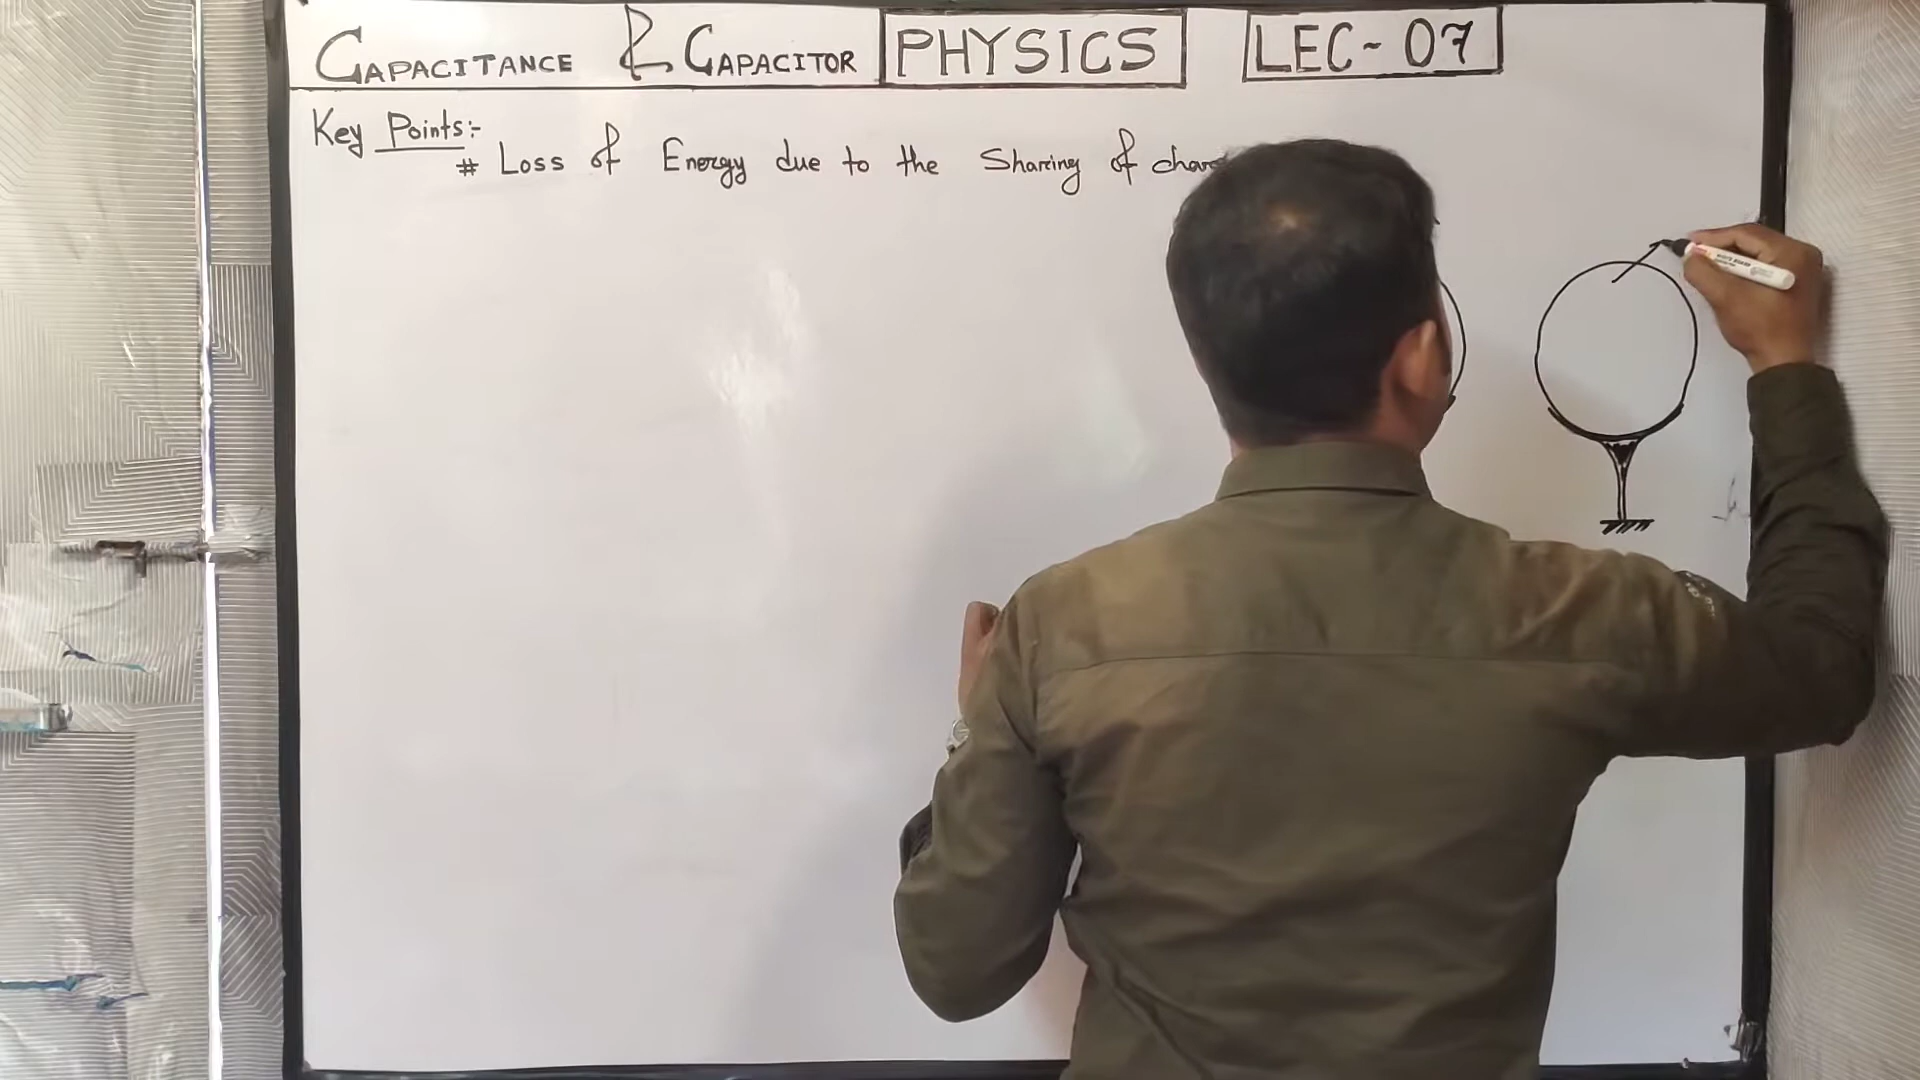 CAPACITANCE & CAPACITOR PHYSICS LEC- 07
Key Points:-
# Loss of Energy due to the Sharing of